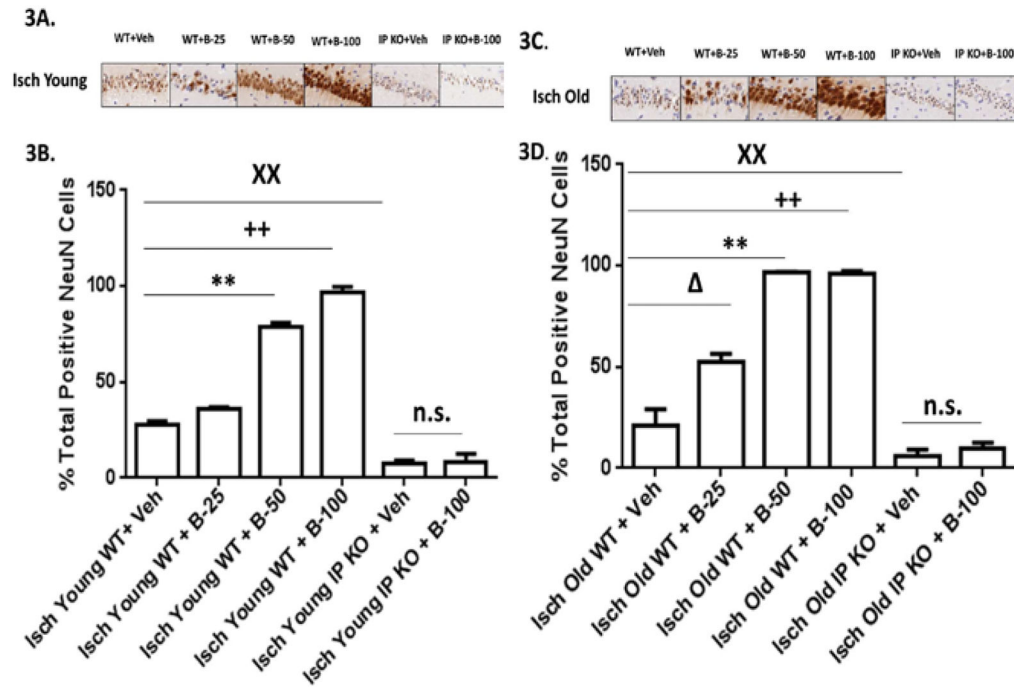 3A.
WT+Veh WT+B-25 WT+B-50 WT+B-100 IP KO+Veh IP KO+B-100
Isch Young
3B.
% Total Positive NeuN Cells
150
100
50
0
XX
++
**
n.s.
Isch Young WT+ Veh
Isch Young WT + B-25
Isch Young WT + B-50
Isch Young WT + B-100
Isch Young IP KO + Veh
Isch Young IP KO + B-100
3C.
WT+Veh WT+B-25 WT+B-50 WT+B-100 IP KO+Veh IP KO+B-100
Isch Old
3D.
% Total Positive NeuN Cells
150
100
50
0
XX
++
**
Δ
n.s.
Isch Old WT + Veh
Isch Old WT + B-25
Isch Old WT + B-50
Isch Old WT + B-100
Isch Old IP KO + Veh
Isch Old IP KO + B-100